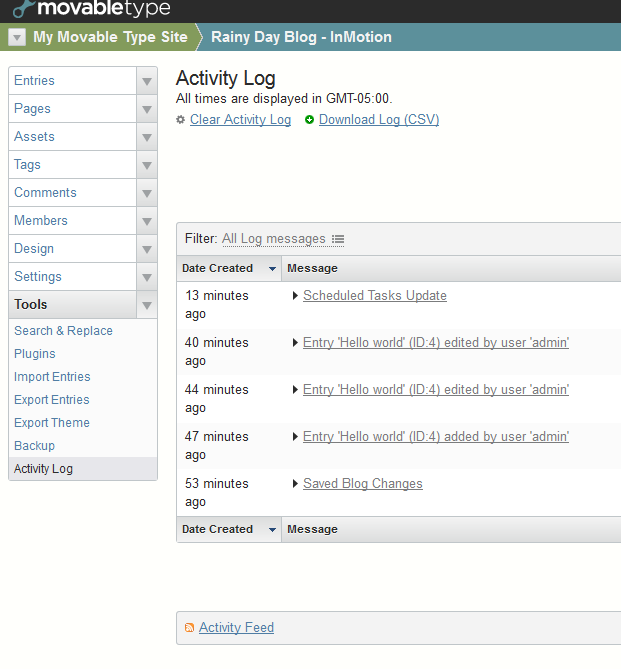 movabletype
My Movable Type Site
Rainy Day Blog - InMotion
Entries
Pages
Assets
Tags
Comments
Members
Design
Settings
Tools
Search & Replace
Plugins
Import Entries
Export Entries
Export Theme
Backup
Activity Log
Activity Log
All times are displayed in GMT-05:00.
Clear Activity Log Download Log (CSV)
Filter: All Log messages
Date Created Message
13 minutes ago Scheduled Tasks Update
40 minutes ago Entry 'Hello world' (ID:4) edited by user 'admin'
44 minutes ago Entry 'Hello world' (ID:4) edited by user 'admin'
47 minutes ago Entry 'Hello world' (ID:4) added by user 'admin'
53 minutes ago Saved Blog Changes
Date Created Message
Activity Feed